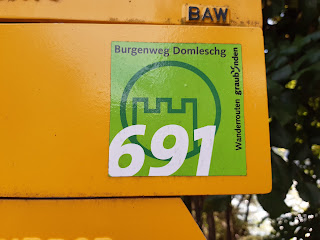 BAW
Burgenweg Domleschg
691
Wanderrouten graubünden